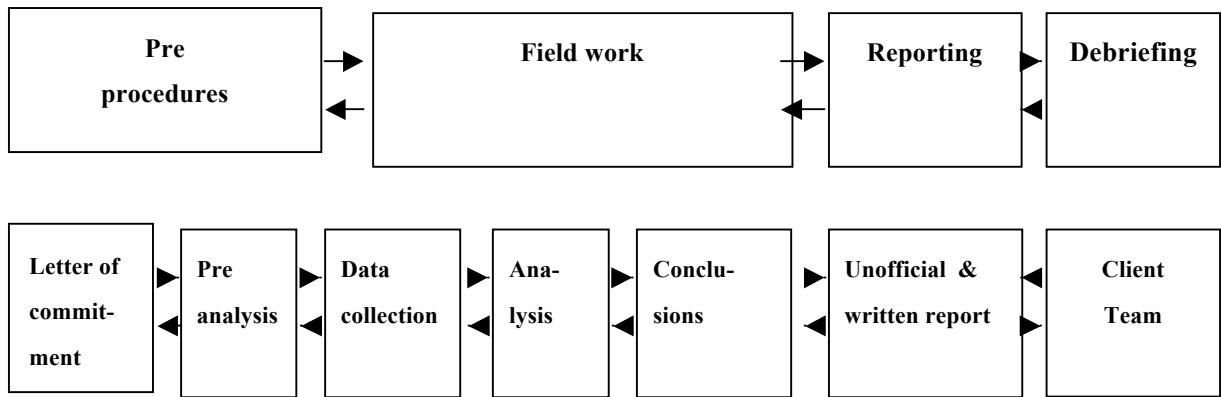 Pre
procedures
Field work
Reporting
Debriefing
Letter of
commit-
ment
Pre
analysis
Data
collection
Ana-
lysis
Conclu-
sions
Unofficial &
written report
Client
Team